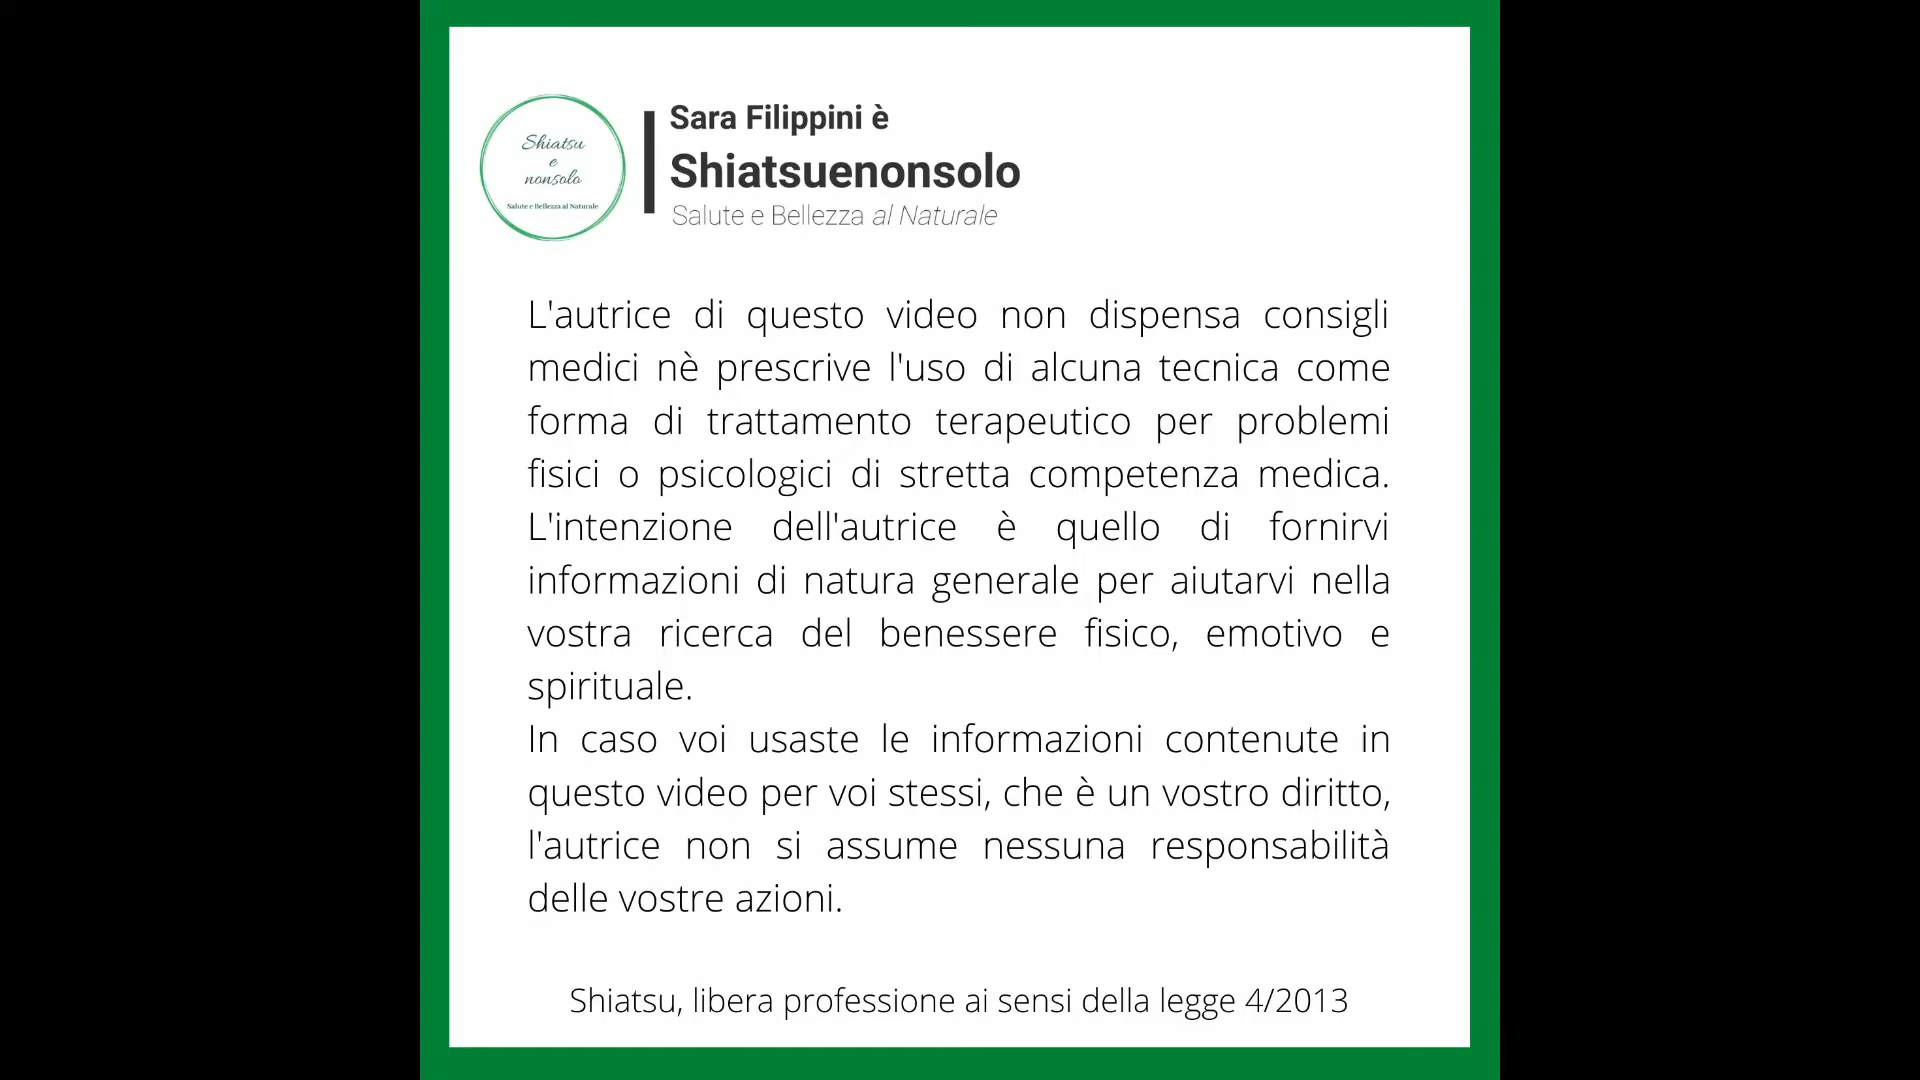 Shiatsu
e
nonsolo
Salute e Bellezza al Naturale
Sara Filippini è
Shiatsuenonsolo
Salute e Bellezza al Naturale
L'autrice di questo video non dispensa consigli
medici nè prescrive l'uso di alcuna tecnica come
forma di trattamento terapeutico per problemi
fisici o psicologici di stretta competenza medica.
L'intenzione dell'autrice è quello di fornirvi
informazioni di natura generale per aiutarvi nella
vostra ricerca del benessere fisico, emotivo e
spirituale.
In caso voi usaste le informazioni contenute in
questo video per voi stessi, che è un vostro diritto,
l'autrice non si assume nessuna responsabilità
delle vostre azioni.
Shiatsu, libera professione ai sensi della legge 4/2013